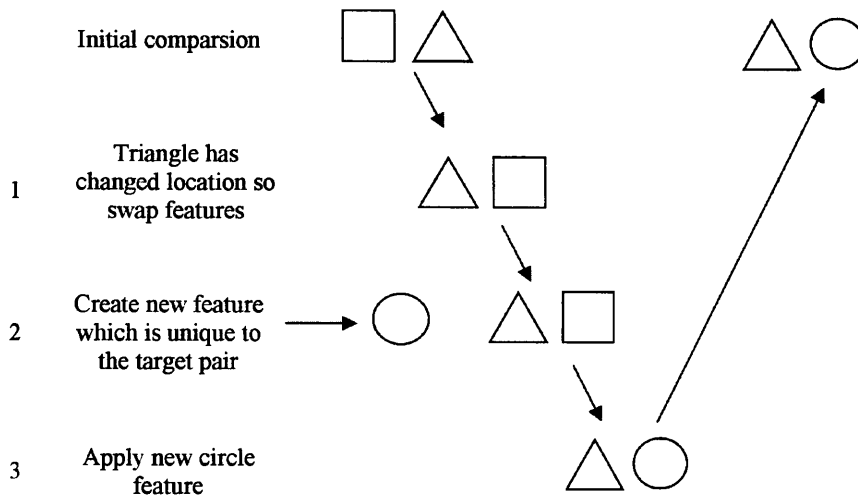 Initial comparsion
Triangle has
1 changed location so
swap features
Create new feature
2 which is unique to
the target pair
3 Apply new circle
feature